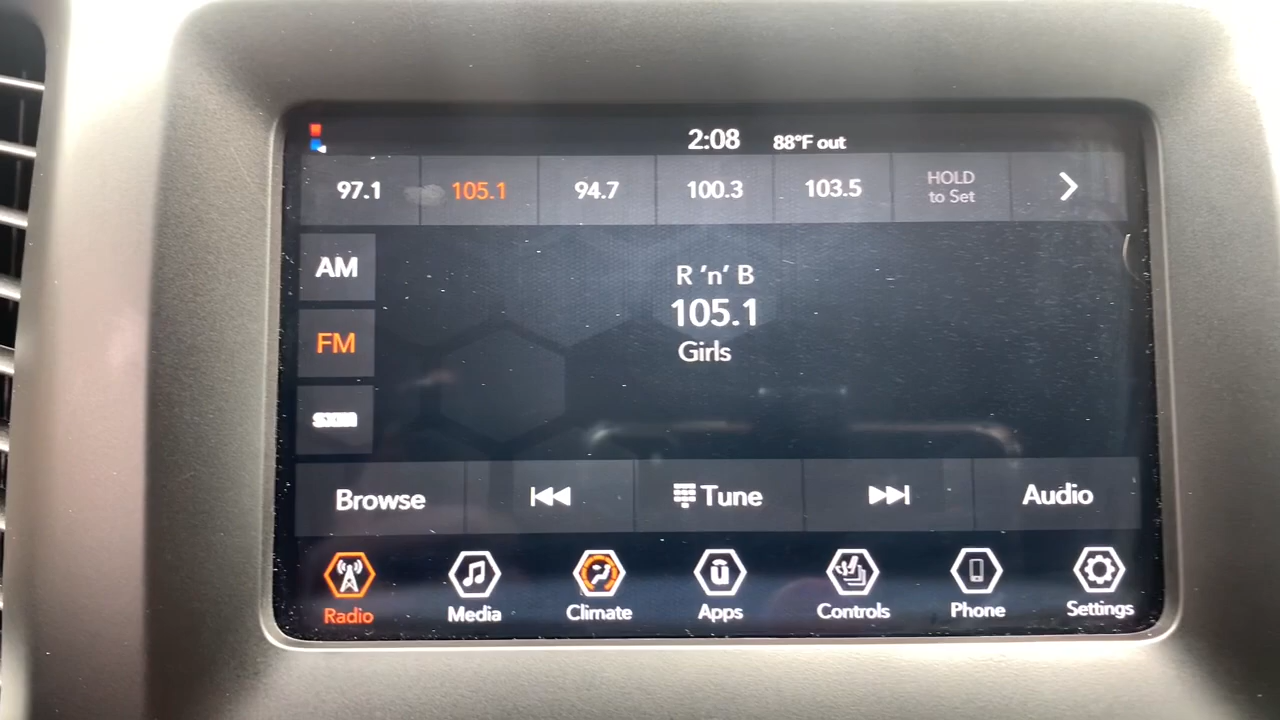 2:08 88°F out
97.1 105.1 94.7 100.3 103.5 HOLD
to Set
AM
R 'n' B
105.1
FM
Girls
SXM
Browse Tune Audio
Radio Media Climate Apps Controls Phone Settings